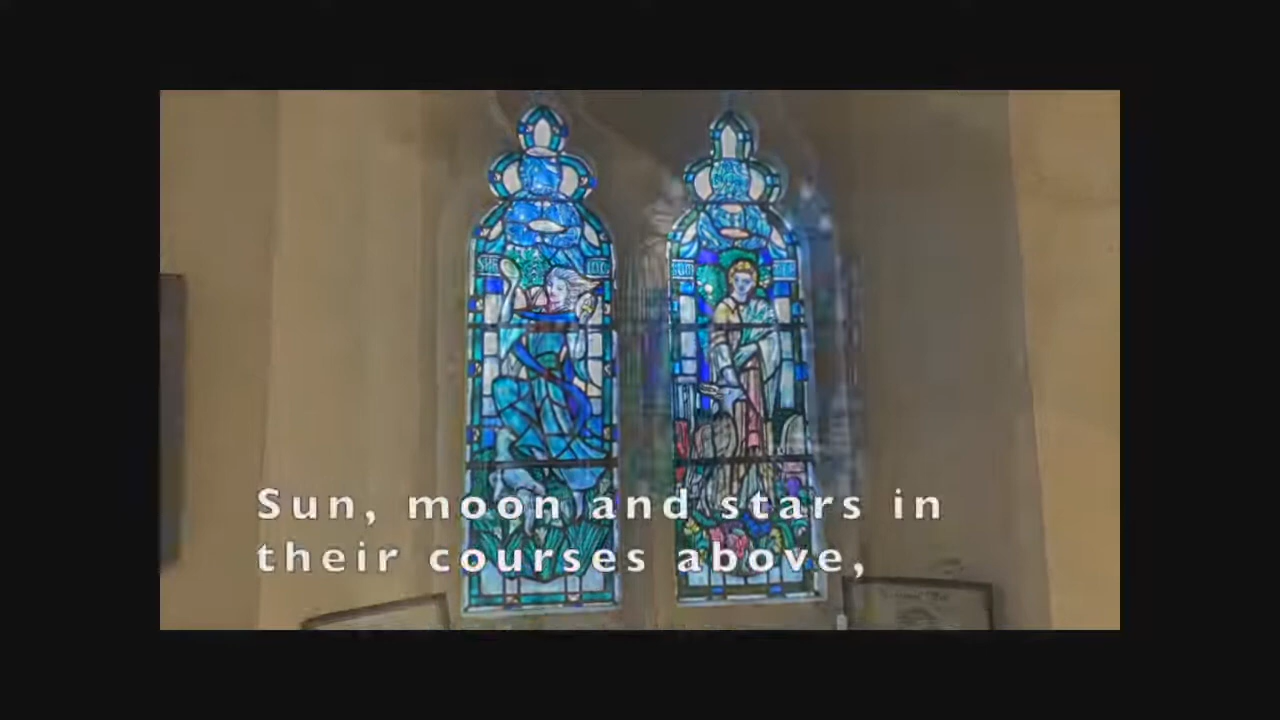 Sun, moon and stars in
their courses above,